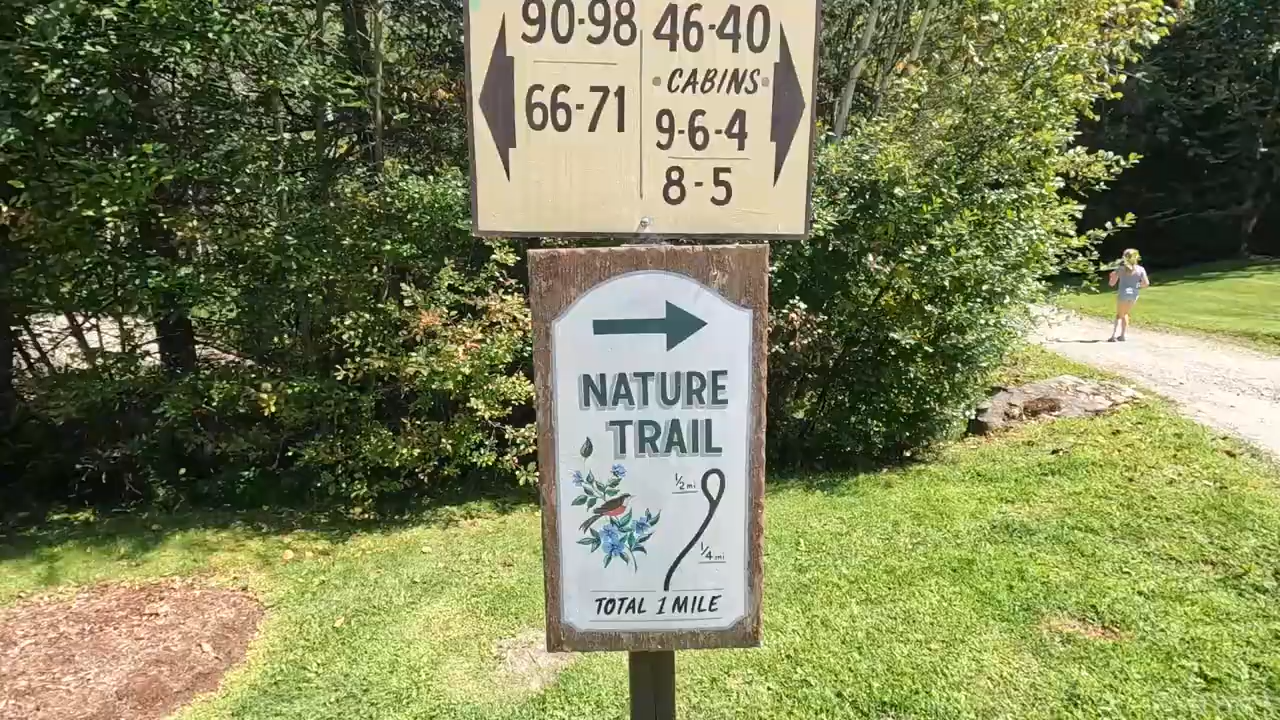 90-98
66-71
46-40
CABINS
9-6-4
8-5
NATURE
TRAIL
1/2 mi
1/4 mi
TOTAL 1 MILE